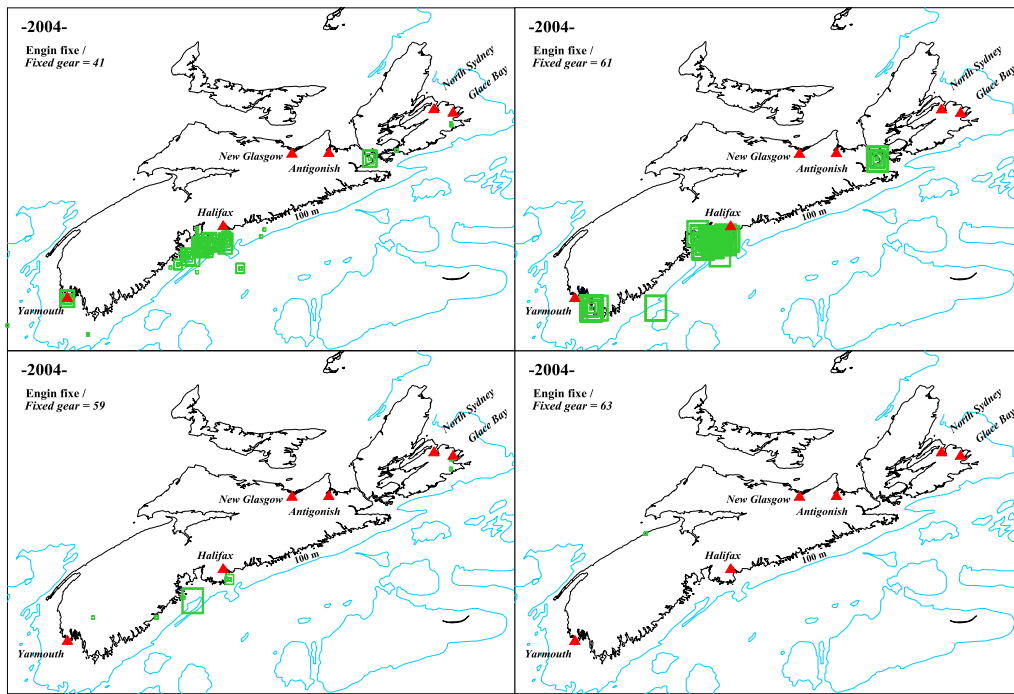 -2004-
Engin fixe /
Fixed gear = 41
North Sydney
Glace Bay
New Glasgow
Antigonish
Halifax
100 m
Yarmouth
-2004-
Engin fixe /
Fixed gear = 61
North Sydney
Glace Bay
New Glasgow
Antigonish
Halifax
100 m
Yarmouth
-2004-
Engin fixe /
Fixed gear = 59
North Sydney
Glace Bay
New Glasgow
Antigonish
Halifax
100 m
Yarmouth
-2004-
Engin fixe /
Fixed gear = 63
North Sydney
Glace Bay
New Glasgow
Antigonish
Halifax
100 m
Yarmouth